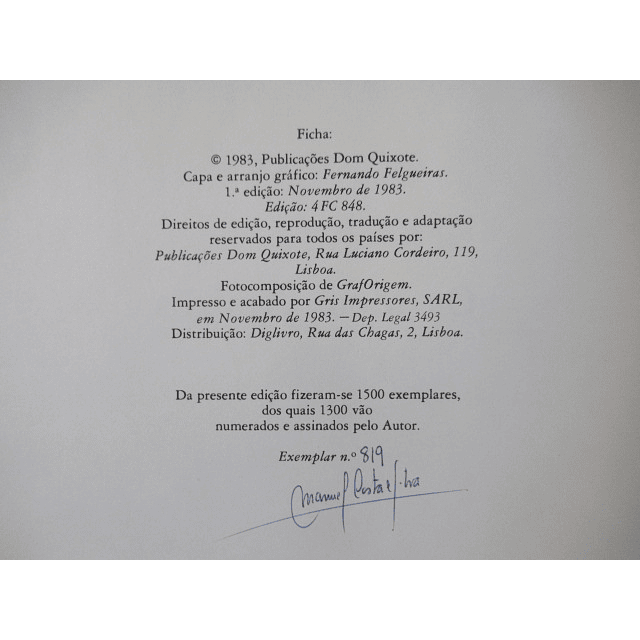 Ficha:
© 1983, Publicações Dom Quixote.
Capa e arranjo gráfico: Fernando Felgueiras.
1.ª edição: Novembro de 1983.
Edição: 4 FC 848.
Direitos de edição, reprodução, tradução e adaptação
reservados para todos os países por:
Publicações Dom Quixote, Rua Luciano Cordeiro, 119,
Lisboa.
Fotocomposição de GrafOrigem.
Impresso e acabado por Gris Impressores, SARL,
em Novembro de 1983. — Dep. Legal 3493
Distribuição: Diglivro, Rua das Chagas, 2, Lisboa.
Da presente edição fizeram-se 1500 exemplares,
dos quais 1300 vão
numerados e assinados pelo Autor.
Exemplar n.º 819
Manuel Costa e Silva